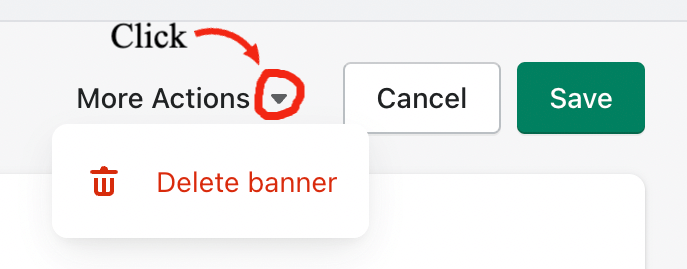 Click
More Actions
Cancel
Save
Delete banner